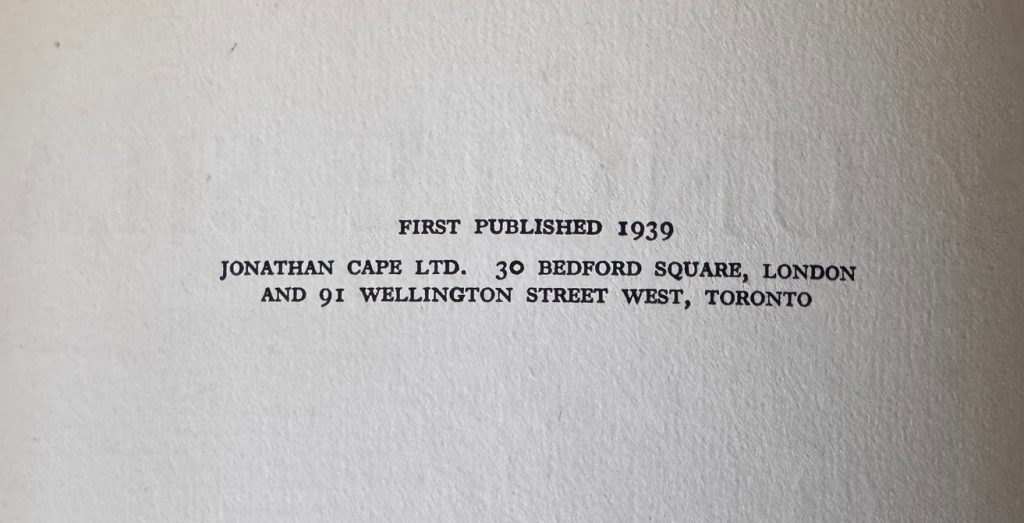 FIRST PUBLISHED 1939
JONATHAN CAPE LTD. 30 BEDFORD SQUARE, LONDON
AND 91 WELLINGTON STREET WEST, TORONTO